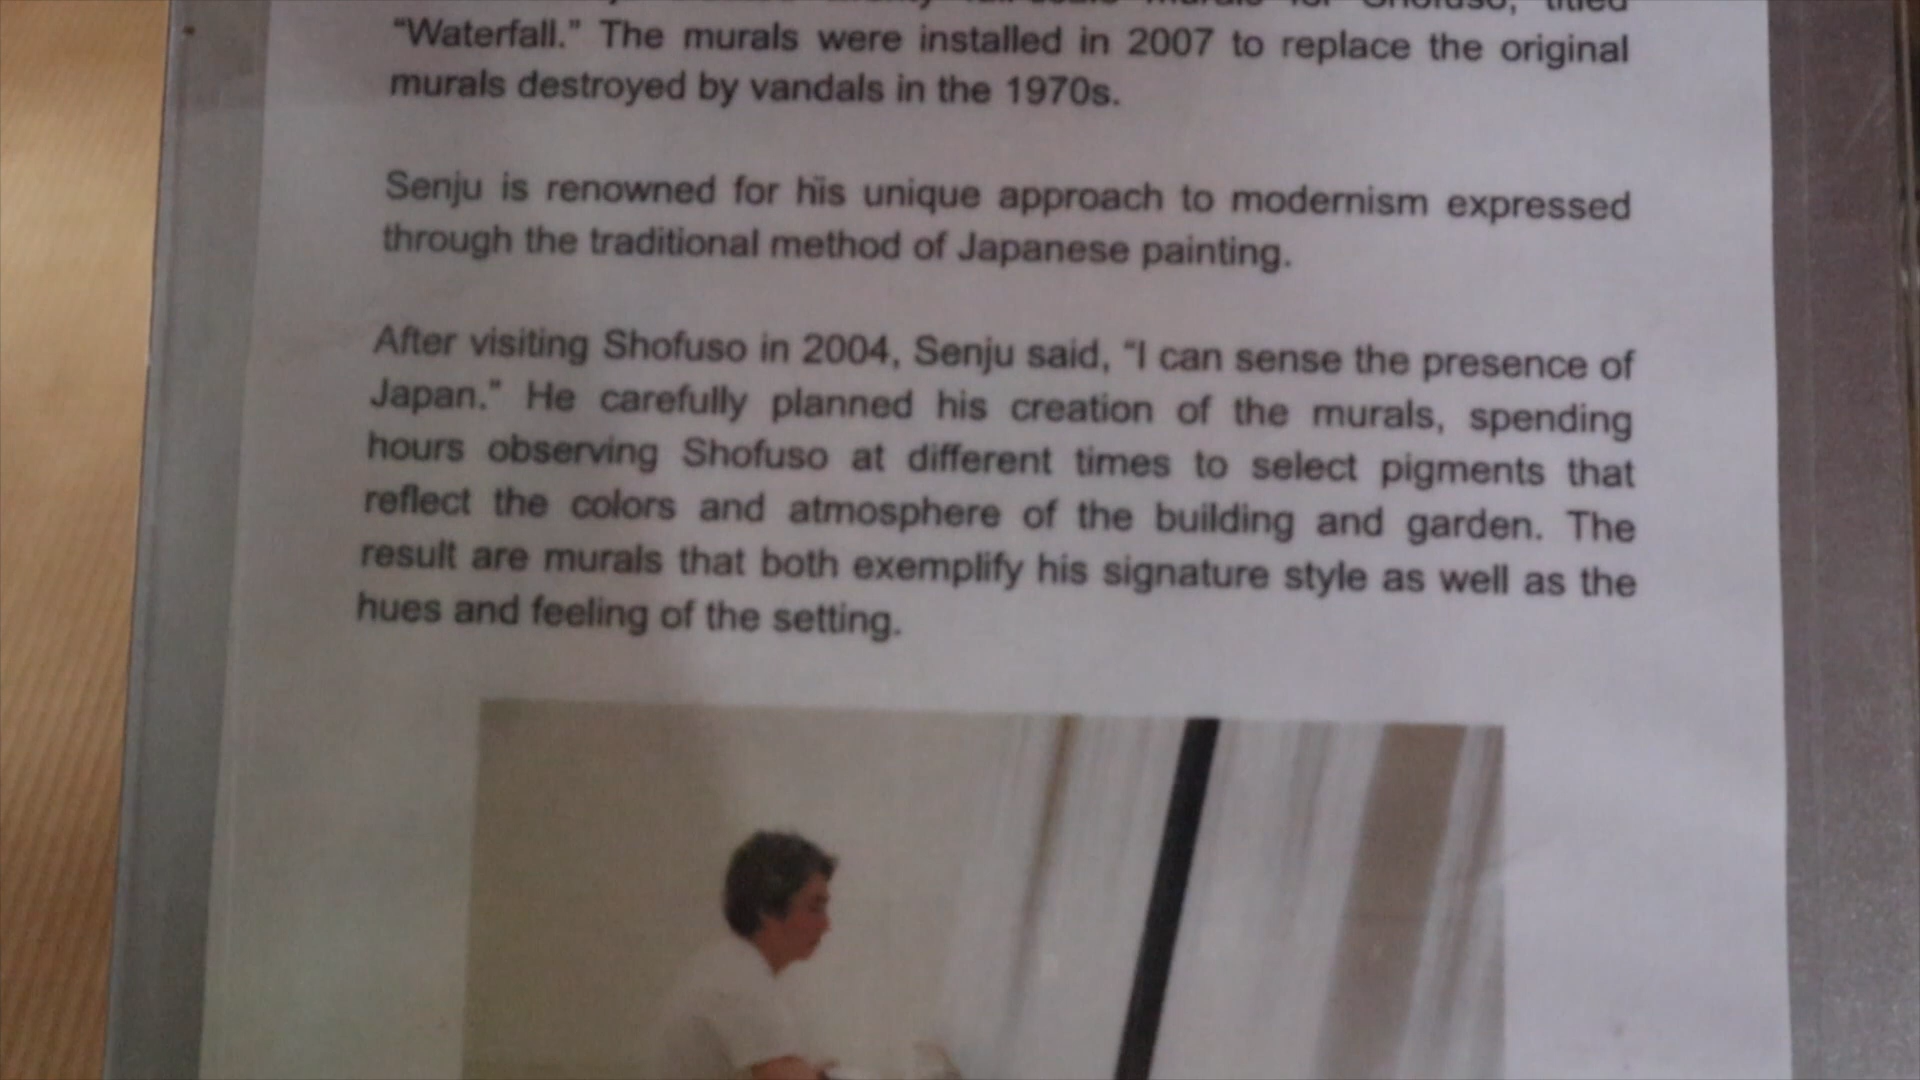 for Shofuso, titled
“Waterfall.” The murals were installed in 2007 to replace the original
murals destroyed by vandals in the 1970s.
Senju is renowned for his unique approach to modernism expressed
through the traditional method of Japanese painting.
After visiting Shofuso in 2004, Senju said, “I can sense the presence of
Japan.” He carefully planned his creation of the murals, spending
hours observing Shofuso at different times to select pigments that
reflect the colors and atmosphere of the building and garden. The
result are murals that both exemplify his signature style as well as the
hues and feeling of the setting.